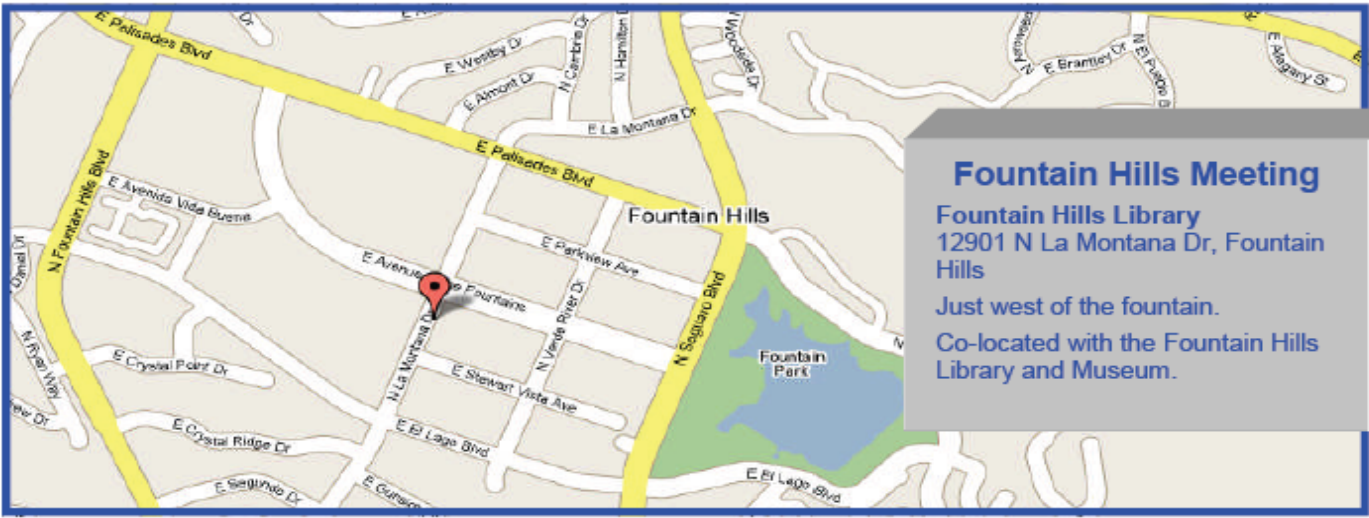 E Palisades Blvd
E Westby Dr
N Cambria Dr
N Hamilton
Woodside Dr
E Brantley Dr
N El Pueblo B
E Alagary St
E Almont Dr
E La Montana Dr
E Palisades Blvd
N Fountain Hills Blvd
E Avenida Vida Buena
Fountain Hills
E Parkview Ave
E Avenue
Fountains
N Saguaro Blvd
N Verde River Dr
N La Montana Dr
Daniel Dr
N Ryan Way
E Crystal Point Dr
E Stewart Vista Ave
Fountain
Park
E Crystal Ridge Dr
E El Lago Blvd
E Segundo Dr
E El Lago Blvd
Fountain Hills Meeting
Fountain Hills Library
12901 N La Montana Dr, Fountain
Hills
Just west of the fountain.
Co-located with the Fountain Hills
Library and Museum.